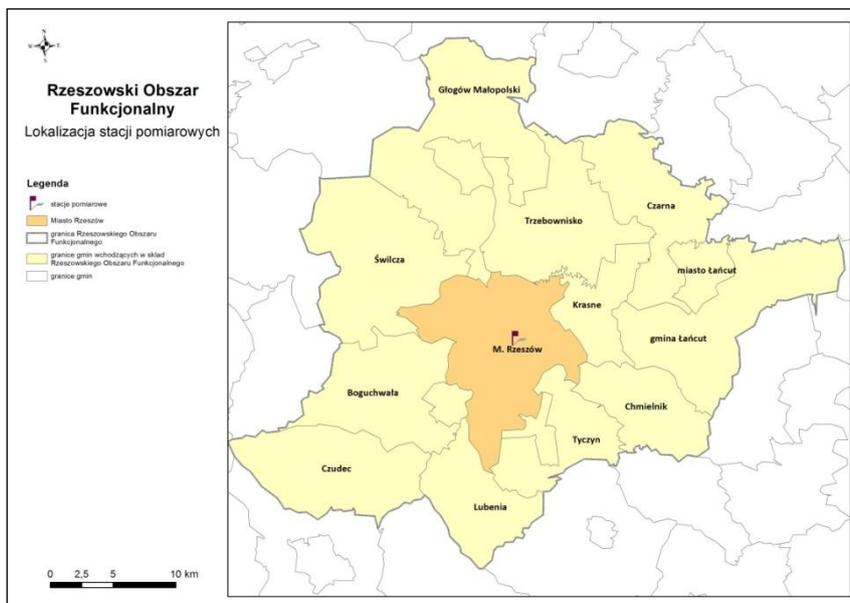 N
W E
S
Rzeszowski Obszar
Funkcjonalny
Lokalizacja stacji pomiarowych
Legenda
stacje pomiarowe
Miasto Rzeszów
granica Rzeszowskiego Obszaru
Funkcjonalnego
granice gmin wchodzących w skład
Rzeszowskiego Obszaru Funkcjonalnego
granice gmin
0 2,5 5 10 km
Głogów Małopolski
Czarna
Trzebownisko
Świlcza
miasto Łańcut
Krasne
gmina Łańcut
M. Rzeszów
Boguchwała
Chmielnik
Tyczyn
Czudec
Lubenia